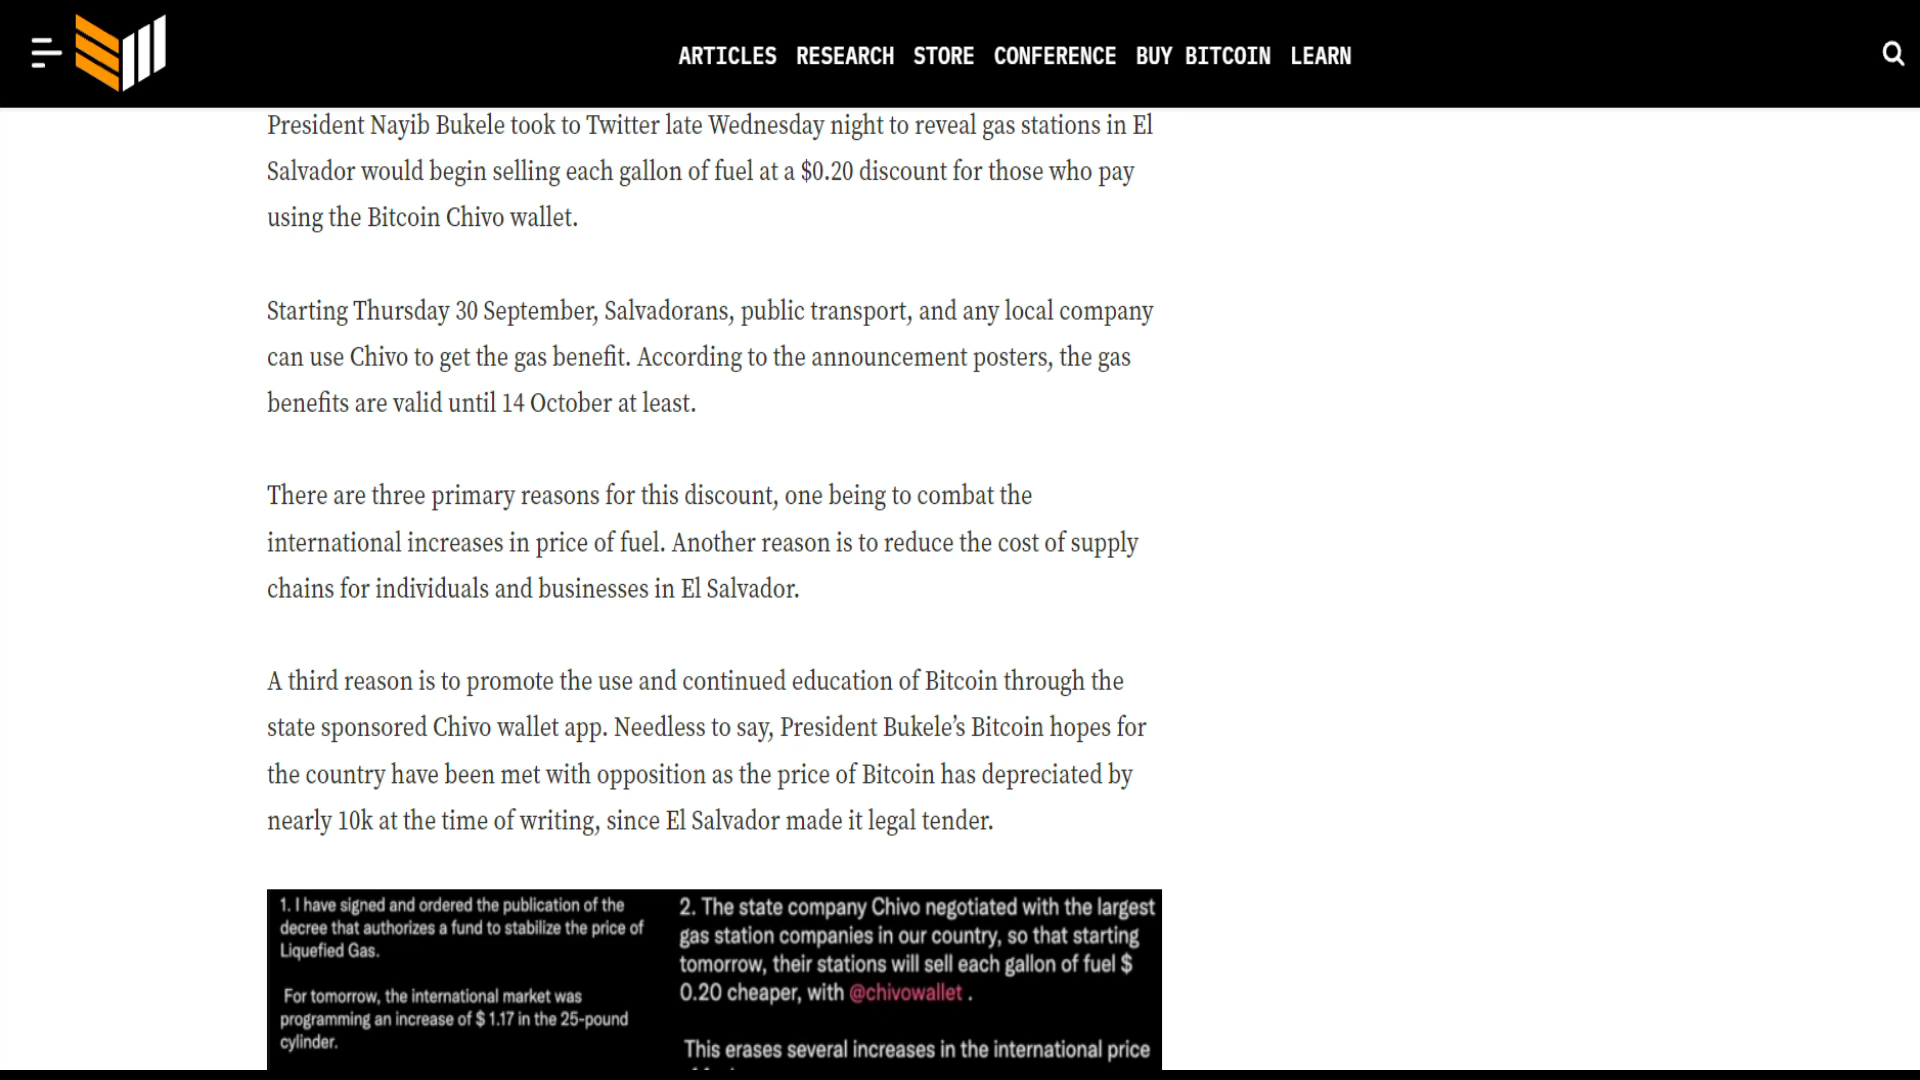 ARTICLES RESEARCH STORE CONFERENCE BUY BITCOIN LEARN
President Nayib Bukele took to Twitter late Wednesday night to reveal gas stations in El
Salvador would begin selling each gallon of fuel at a $0.20 discount for those who pay
using the Bitcoin Chivo wallet.
Starting Thursday 30 September, Salvadorans, public transport, and any local company
can use Chivo to get the gas benefit. According to the announcement posters, the gas
benefits are valid until 14 October at least.
There are three primary reasons for this discount, one being to combat the
international increases in price of fuel. Another reason is to reduce the cost of supply
chains for individuals and businesses in El Salvador.
A third reason is to promote the use and continued education of Bitcoin through the
state sponsored Chivo wallet app. Needless to say, President Bukele’s Bitcoin hopes for
the country have been met with opposition as the price of Bitcoin has depreciated by
nearly 10k at the time of writing, since El Salvador made it legal tender.
1. I have signed and ordered the publication of the
decree that authorizes a fund to stabilize the price of
Liquefied Gas.
For tomorrow, the international market was
programming an increase of $ 1.17 in the 25-pound
cylinder.
2. The state company Chivo negotiated with the largest
gas station companies in our country, so that starting
tomorrow, their stations will sell each gallon of fuel $
0.20 cheaper, with @chivowallet .
This erases several increases in the international price